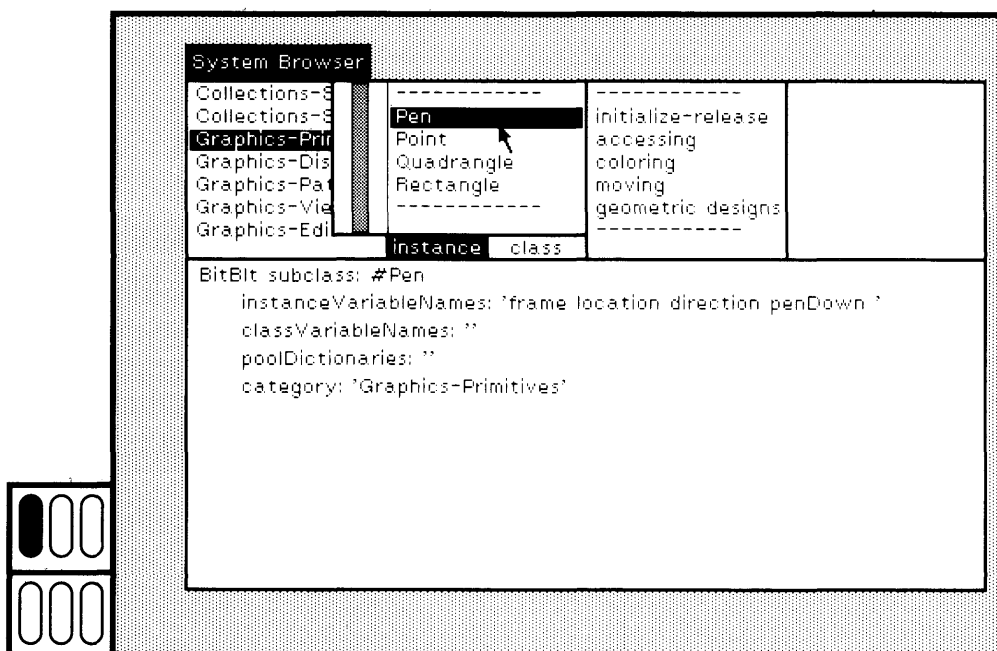 System Browser
Collections-S
Collections-S
Graphics-Pri
Graphics-Dis
Graphics-Pat
Graphics-Vie
Graphics-Edi
------------
Pen
Point
Quadrangle
Rectangle
------------
instance class
------------
initialize-release
accessing
coloring
moving
geometric designs
------------
BitBlt subclass: #Pen
instanceVariableNames: 'frame location direction penDown '
classVariableNames: ''
poolDictionaries: ''
category: 'Graphics-Primitives'